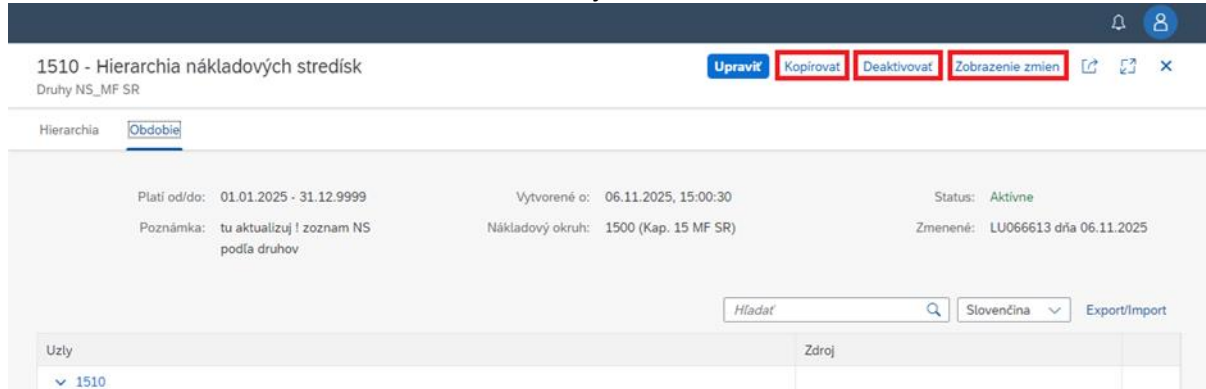 1510 - Hierarchia nákladových stredísk Upraviť Kopírovat Deaktivovať Zobrazenie zmien
Druhy NS_MF SR
Hierarchia Obdobie
Platí od/do: 01.01.2025 - 31.12.9999 Vytvorené o: 06.11.2025, 15:00:30 Status: Aktívne
Poznámka: tu aktualizuj ! zoznam NS Nákladový okruh: 1500 (Kap. 15 MF SR) Zmenené: LU066613 dňa 06.11.2025
podľa druhov
Hľadať Slovenčina Export/Import
Uzly Zdroj
1510